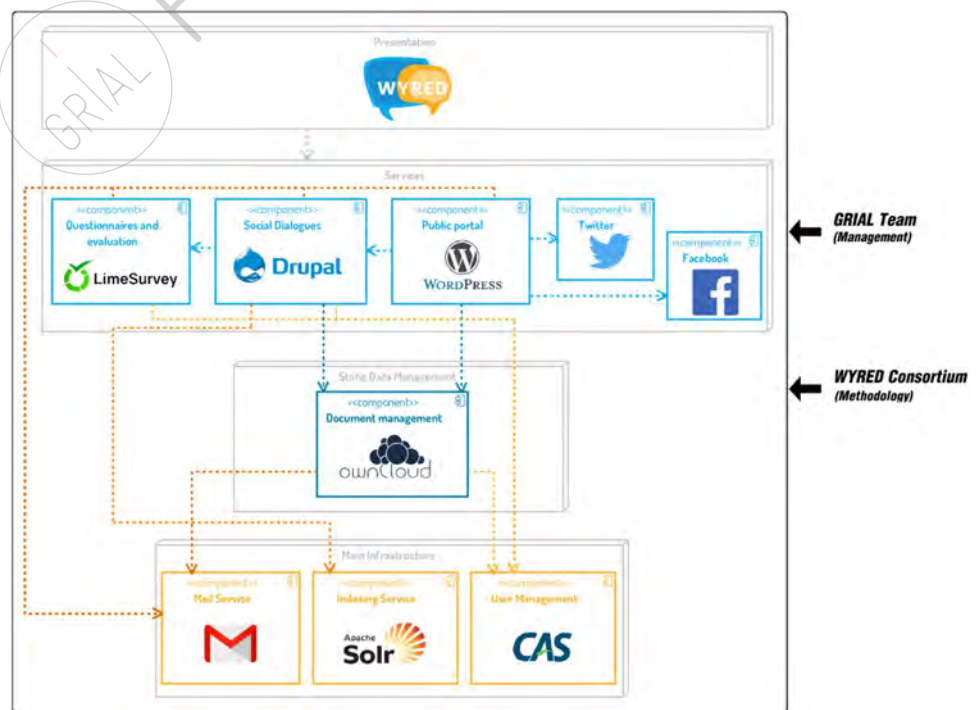 GRIAL
Presentation
WYRED
Services
<<component>>
Questionnaires and
evaluation
LimeSurvey
<<component>>
Social Dialogues
Drupal
<<component>>
Public portal
WORDPRESS
<<component>>
Twitter
<<component>>
Facebook
GRIAL Team
(Management)
Static Data Management
<<component>>
Document management
ownCloud
WYRED Consortium
(Methodology)
Main Infrastructure
<<component>>
Mail Service
<<component>>
Indexing Service
Apache
Solr
<<component>>
User Management
CAS